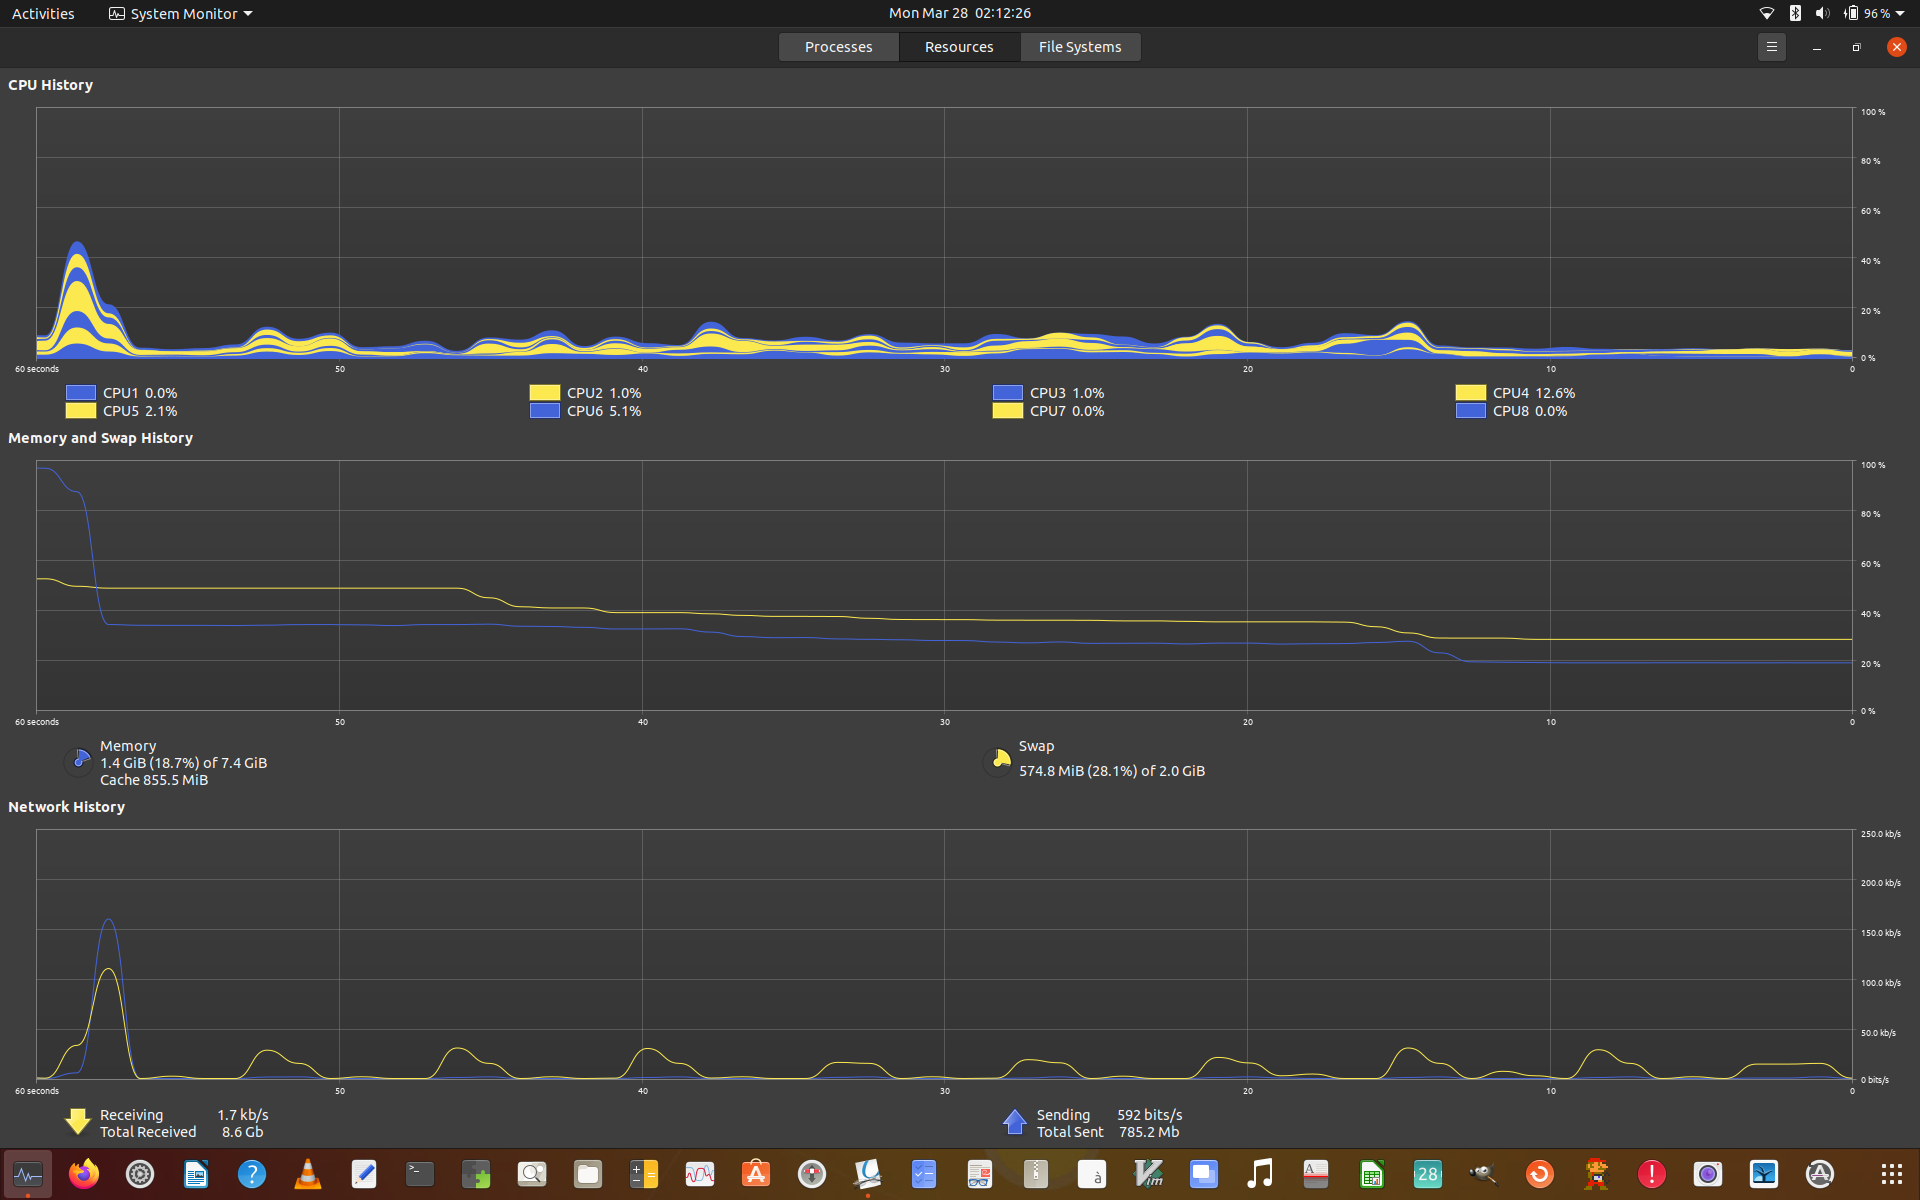 Activities System Monitor Mon Mar 28 02:12:26 96 %
Processes Resources File Systems
CPU History
100 %
80 %
60 %
40 %
20 %
0 %
60 seconds 50 40 30 20 10 0
CPU1 0.0% CPU2 1.0% CPU3 1.0% CPU4 12.6%
CPU5 2.1% CPU6 5.1% CPU7 0.0% CPU8 0.0%
Memory and Swap History
100 %
80 %
60 %
40 %
20 %
0 %
60 seconds 50 40 30 20 10 0
Memory Swap
1.4 GiB (18.7%) of 7.4 GiB 574.8 MiB (28.1%) of 2.0 GiB
Cache 855.5 MiB
Network History
250.0 kb/s
200.0 kb/s
150.0 kb/s
100.0 kb/s
50.0 kb/s
0 bits/s
60 seconds 50 40 30 20 10 0
Receiving 1.7 kb/s Sending 592 bits/s
Total Received 8.6 Gb Total Sent 785.2 Mb
? >_ A à Vim A 28 !